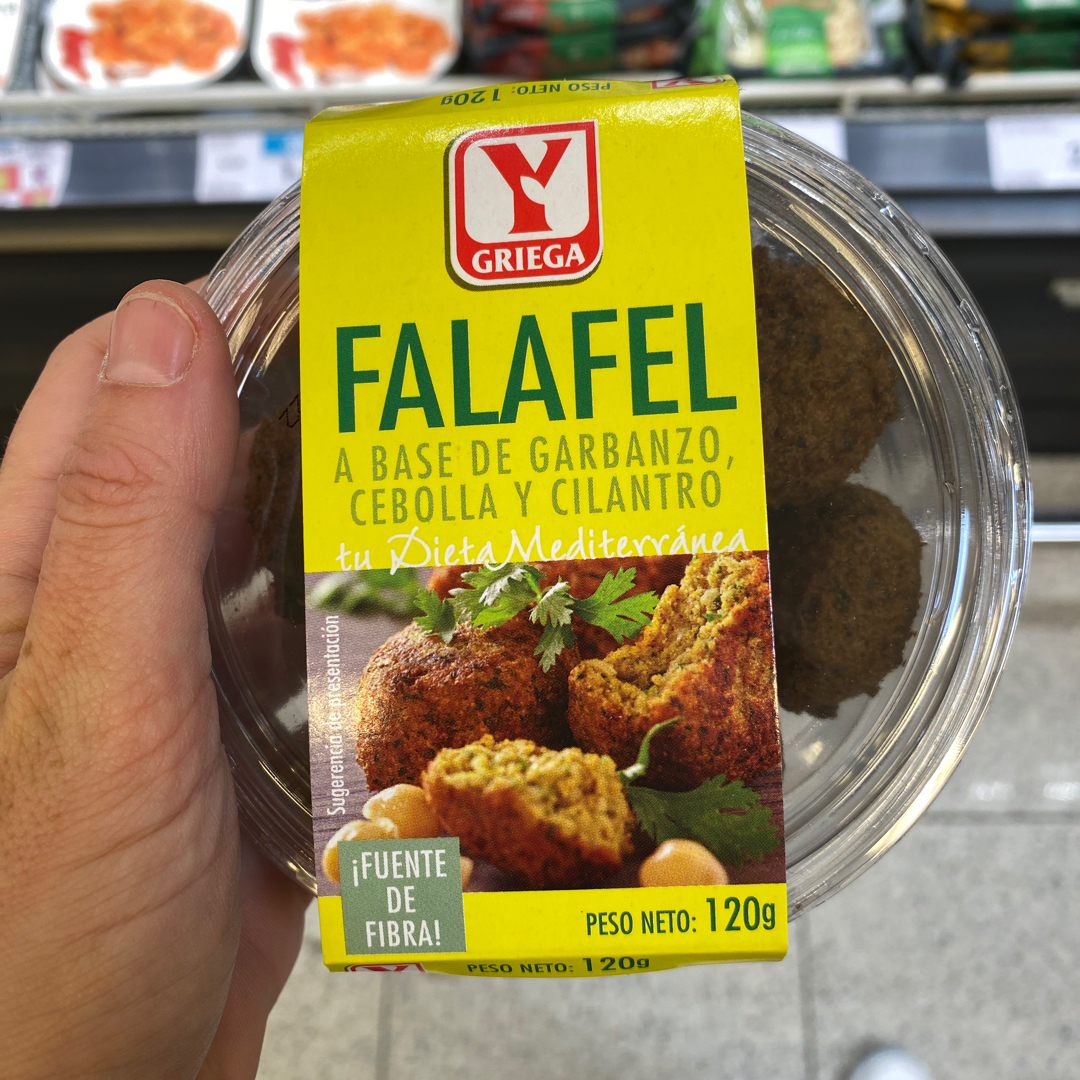 PESO NETO: 120g
Y
GRIEGA
FALAFEL
A BASE DE GARBANZO,
CEBOLLA Y CILANTRO
tu Dieta Mediterránea
Sugerencia de presentación
¡FUENTE
DE
FIBRA!
PESO NETO: 120g
PESO NETO: 120g